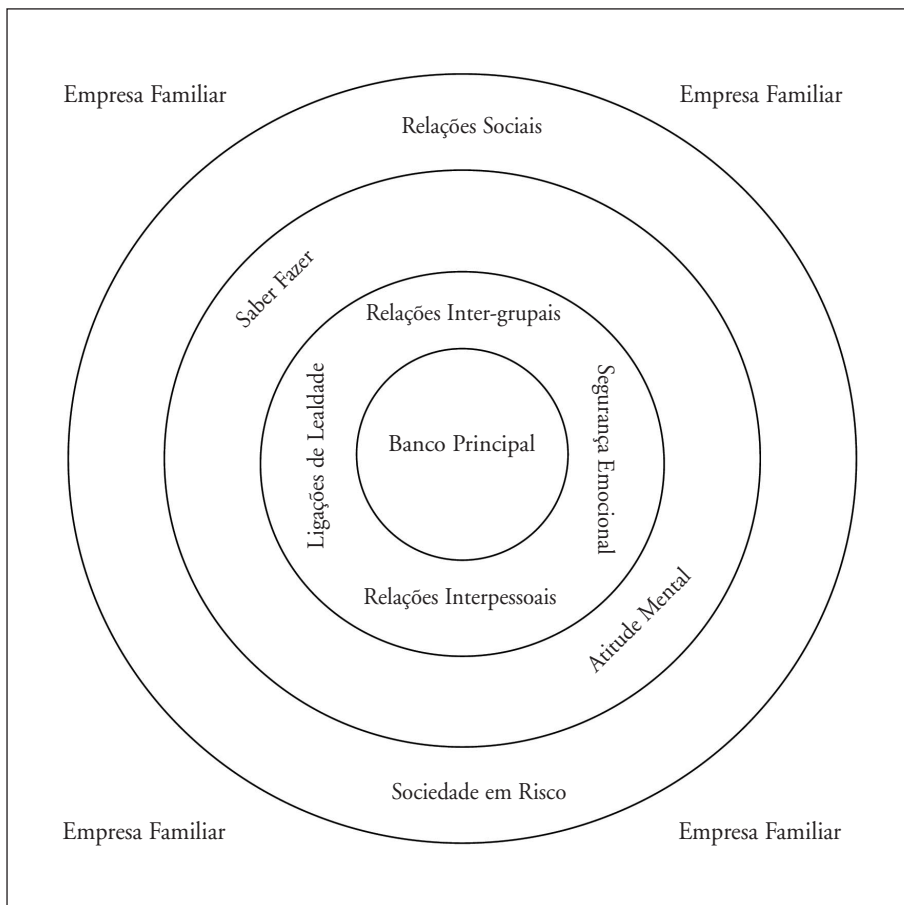 Empresa Familiar
Empresa Familiar
Relações Sociais
Saber Fazer
Relações Inter-grupais
Ligações de Lealdade
Segurança Emocional
Banco Principal
Relações Interpessoais
Atitude Mental
Sociedade em Risco
Empresa Familiar
Empresa Familiar